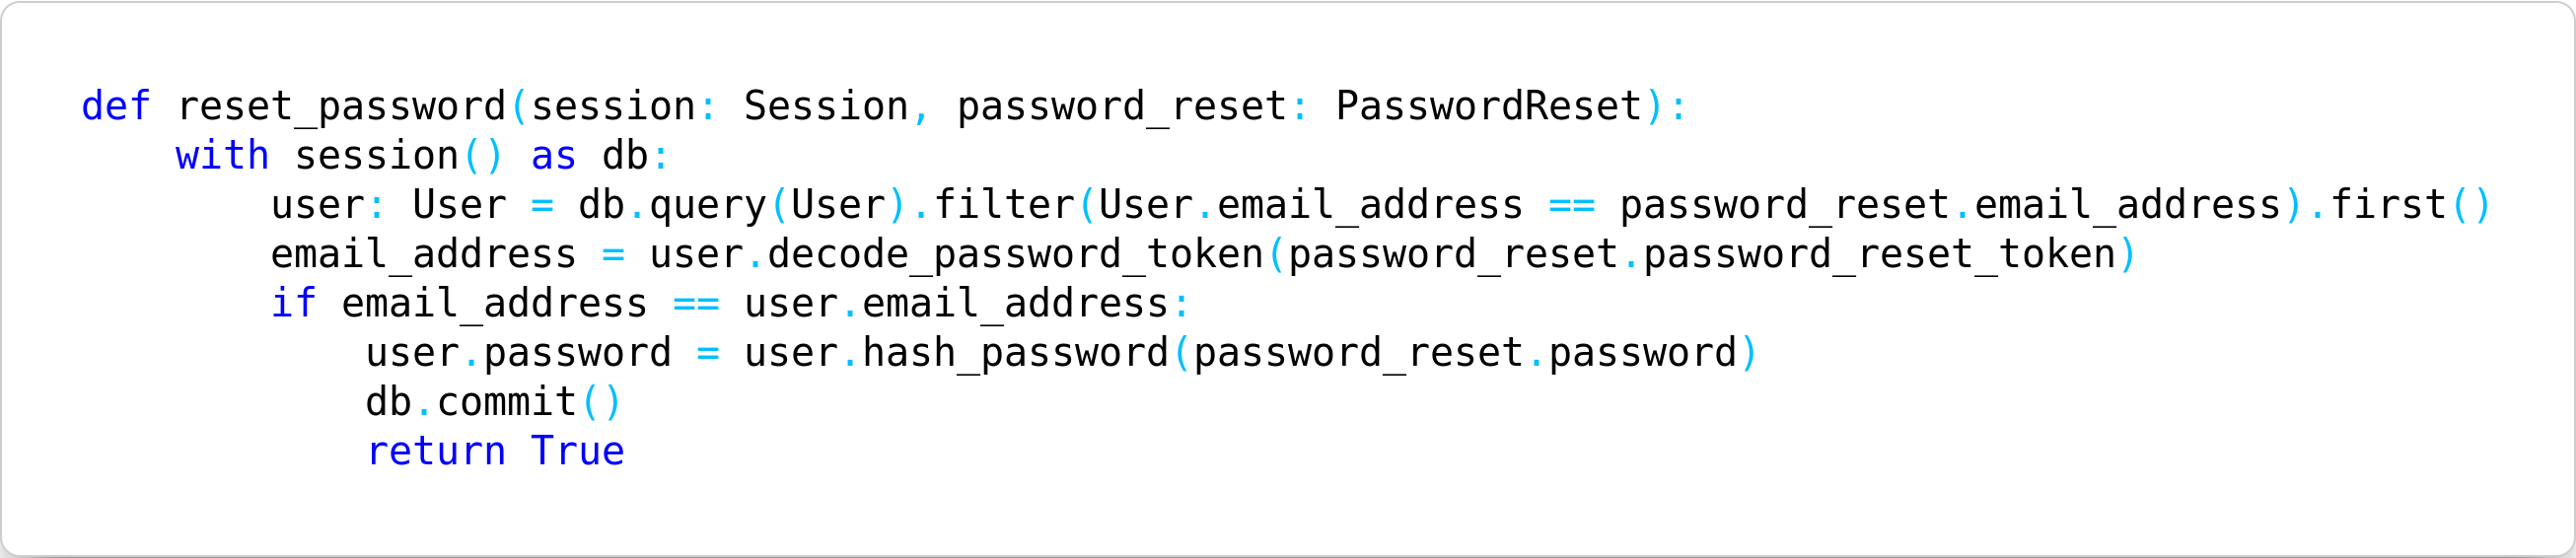 def reset_password(session: Session, password_reset: PasswordReset):
    with session() as db:
        user: User = db.query(User).filter(User.email_address == password_reset.email_address).first()
        email_address = user.decode_password_token(password_reset.password_reset_token)
        if email_address == user.email_address:
            user.password = user.hash_password(password_reset.password)
            db.commit()
            return True